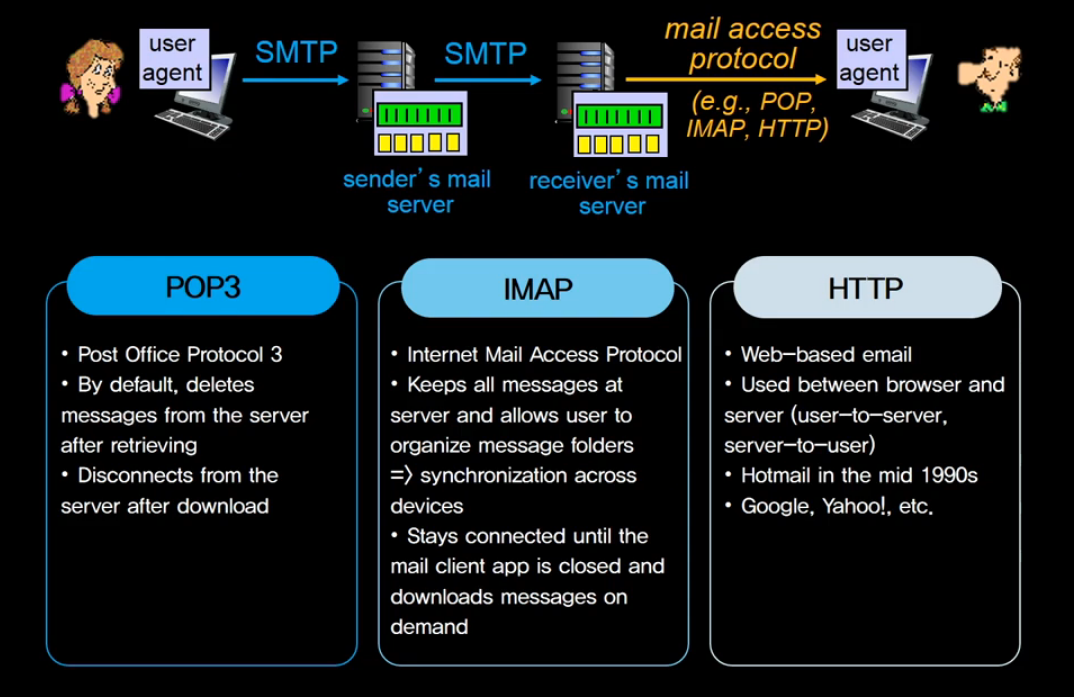 user
agent
SMTP
SMTP
mail access
protocol
(e.g., POP,
IMAP, HTTP)
user
agent
sender's mail
server
receiver's mail
server
POP3
• Post Office Protocol 3
• By default, deletes
messages from the server
after retrieving
• Disconnects from the
server after download
IMAP
• Internet Mail Access Protocol
• Keeps all messages at
server and allows user to
organize message folders
=> synchronization across
devices
• Stays connected until the
mail client app is closed and
downloads messages on
demand
HTTP
• Web-based email
• Used between browser and
server (user-to-server,
server-to-user)
• Hotmail in the mid 1990s
• Google, Yahoo!, etc.